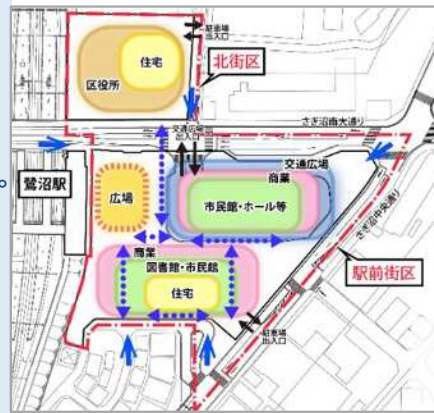 駐車場
出入口
北街区
住宅
区役所
さぎ沼南大通り
交通広場
出入口
鷺沼駅
交通広場
商業
広場
市民館・ホール等
さぎ沼中央通り
商業
図書館・市民館
駅前街区
住宅
駐車場
出入口